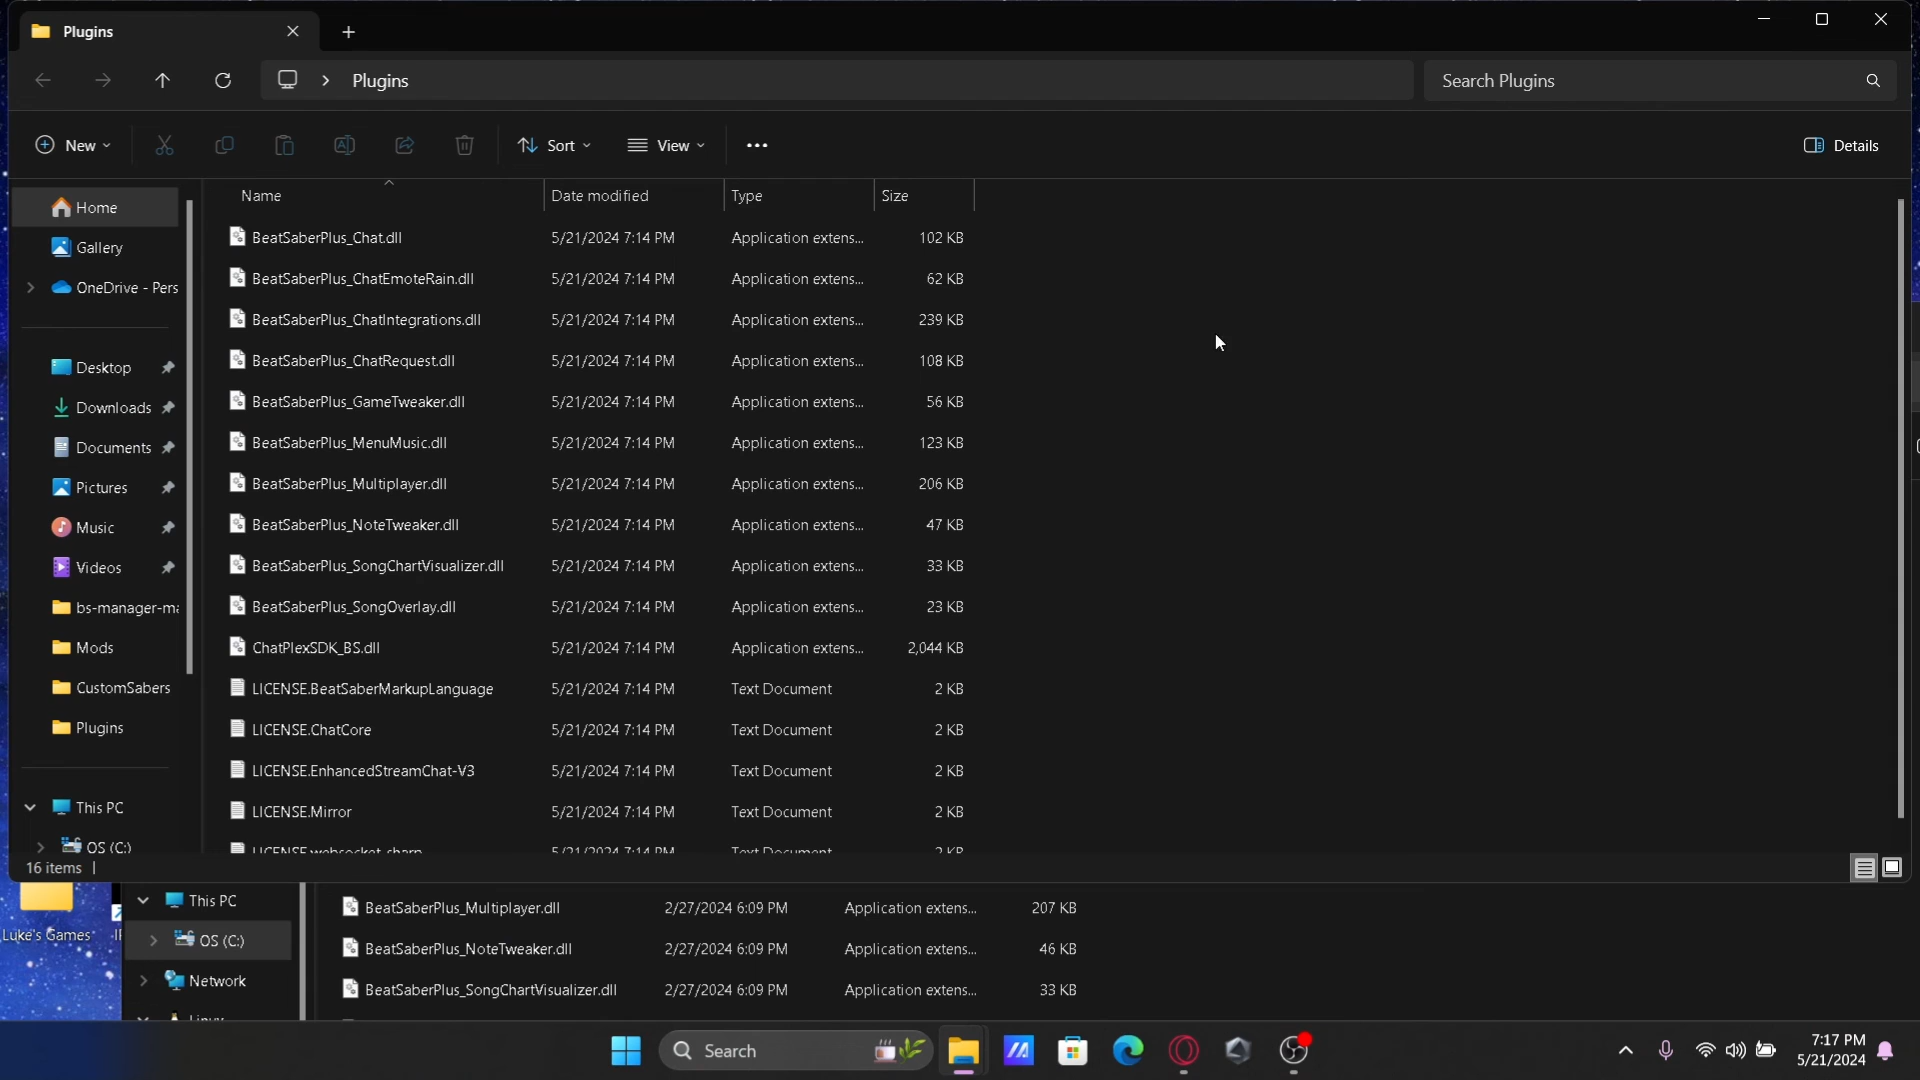 Plugins
Plugins
Search Plugins
New
Sort
View
Details
Name
Date modified
Type
Size
Home
Gallery
OneDrive - Pers
Desktop
Downloads
Documents
Pictures
Music
Videos
bs-manager-ma
Mods
CustomSabers
Plugins
This PC
OS (C:)
BeatSaberPlus_Chat.dll 5/21/2024 7:14 PM Application extens... 102 KB
BeatSaberPlus_ChatEmoteRain.dll 5/21/2024 7:14 PM Application extens... 62 KB
BeatSaberPlus_ChatIntegrations.dll 5/21/2024 7:14 PM Application extens... 239 KB
BeatSaberPlus_ChatRequest.dll 5/21/2024 7:14 PM Application extens... 108 KB
BeatSaberPlus_GameTweaker.dll 5/21/2024 7:14 PM Application extens... 56 KB
BeatSaberPlus_MenuMusic.dll 5/21/2024 7:14 PM Application extens... 123 KB
BeatSaberPlus_Multiplayer.dll 5/21/2024 7:14 PM Application extens... 206 KB
BeatSaberPlus_NoteTweaker.dll 5/21/2024 7:14 PM Application extens... 47 KB
BeatSaberPlus_SongChartVisualizer.dll 5/21/2024 7:14 PM Application extens... 33 KB
BeatSaberPlus_SongOverlay.dll 5/21/2024 7:14 PM Application extens... 23 KB
ChatPlexSDK_BS.dll 5/21/2024 7:14 PM Application extens... 2,044 KB
LICENSE.BeatSaberMarkupLanguage 5/21/2024 7:14 PM Text Document 2 KB
LICENSE.ChatCore 5/21/2024 7:14 PM Text Document 2 KB
LICENSE.EnhancedStreamChat-V3 5/21/2024 7:14 PM Text Document 2 KB
LICENSE.Mirror 5/21/2024 7:14 PM Text Document 2 KB
LICENSE.websocket-sharp 5/21/2024 7:14 PM Text Document 2 KB
16 items
Luke's Games
This PC
OS (C:)
Network
Linux
BeatSaberPlus_Multiplayer.dll 2/27/2024 6:09 PM Application extens... 207 KB
BeatSaberPlus_NoteTweaker.dll 2/27/2024 6:09 PM Application extens... 46 KB
BeatSaberPlus_SongChartVisualizer.dll 2/27/2024 6:09 PM Application extens... 33 KB
Search
7:17 PM
5/21/2024